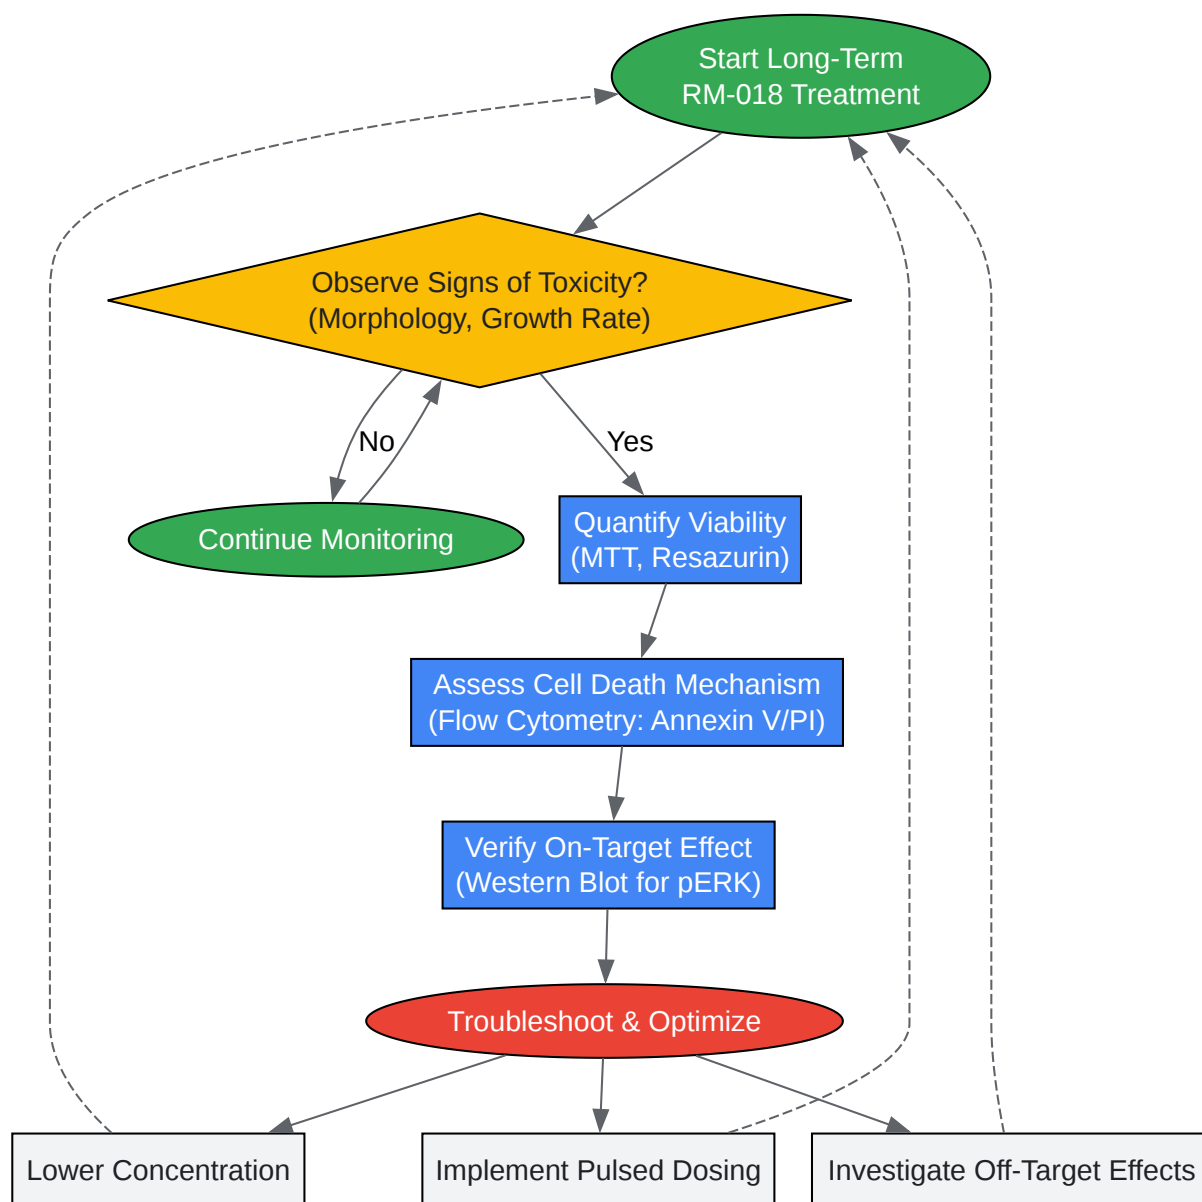 Start Long-Term
RM-018 Treatment
Observe Signs of Toxicity?
(Morphology, Growth Rate)
No
Yes
Continue Monitoring
Quantify Viability
(MTT, Resazurin)
Assess Cell Death Mechanism
(Flow Cytometry: Annexin V/PI)
Verify On-Target Effect
(Western Blot for pERK)
Troubleshoot & Optimize
Lower Concentration
Implement Pulsed Dosing
Investigate Off-Target Effects